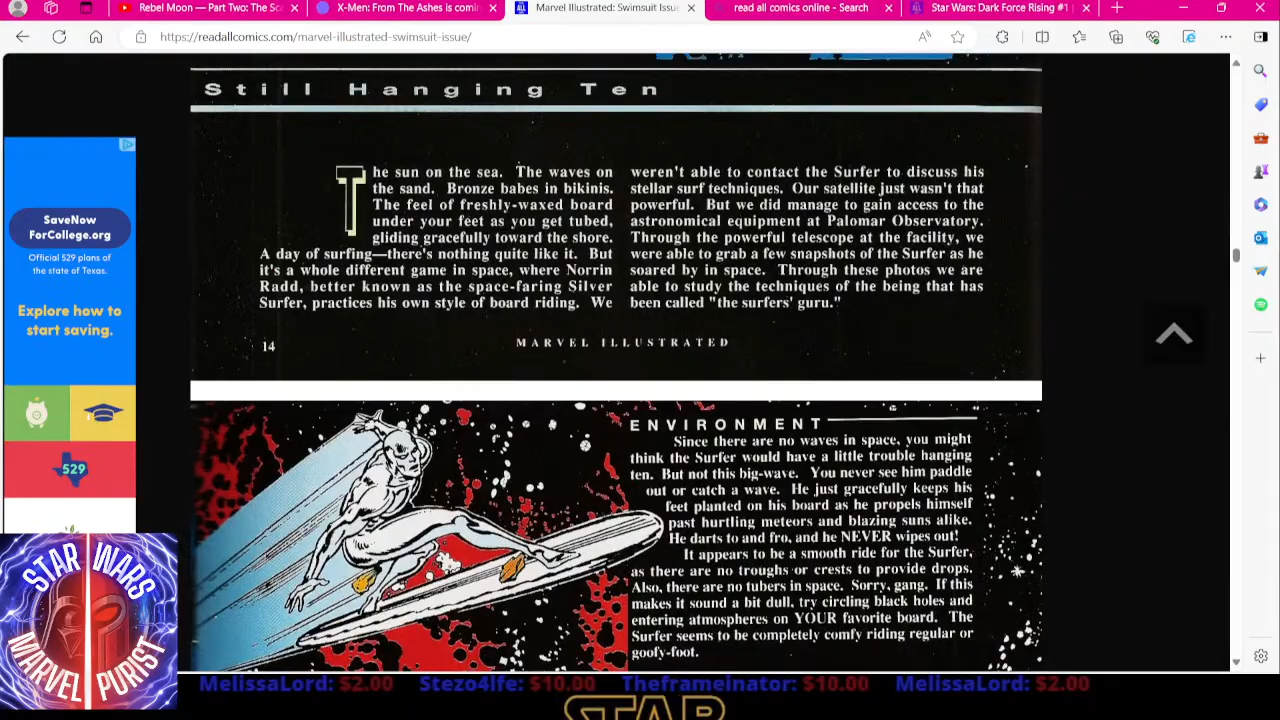 Rebel Moon — Part Two: The Sca
X-Men: From The Ashes is comin
Marvel Illustrated: Swimsuit Issu
read all comics online - Search
Star Wars: Dark Force Rising #1
https://readallcomics.com/marvel-illustrated-swimsuit-issue/
Still Hanging Ten
The sun on the sea. The waves on
the sand. Bronze babes in bikinis.
The feel of freshly-waxed board
under your feet as you get tubed,
gliding gracefully toward the shore.
A day of surfing—there's nothing quite like it. But
it's a whole different game in space, where Norrin
Radd, better known as the space-faring Silver
Surfer, practices his own style of board riding. We
weren't able to contact the Surfer to discuss his
stellar surf techniques. Our satellite just wasn't that
powerful. But we did manage to gain access to the
astronomical equipment at Palomar Observatory.
Through the powerful telescope at the facility, we
were able to grab a few snapshots of the Surfer as he
soared by in space. Through these photos we are
able to study the techniques of the being that has
been called "the surfers' guru."
14
MARVEL ILLUSTRATED
ENVIRONMENT
Since there are no waves in space, you might
think the Surfer would have a little trouble hanging
ten. But not this big-wave. You never see him paddle
out or catch a wave. He just gracefully keeps his
feet planted on his board as he propels himself
past hurtling meteors and blazing suns alike.
He darts to and fro, and he NEVER wipes out!
It appears to be a smooth ride for the Surfer,
as there are no troughs or crests to provide drops.
Also, there are no tubers in space. Sorry, gang. If this
makes it sound a bit dull, try circling black holes and
entering atmospheres on YOUR favorite board. The
Surfer seems to be completely comfy riding regular or
goofy-foot.
SaveNow
ForCollege.org
Official 529 plans of
the state of Texas.
Explore how to
start saving.
529
STAR WARS
MARVEL PURIST
MelissaLord: $2.00 Stezo4lfe: $10.00 Theframeinator: $10.00 MelissaLord: $2.00
STAR